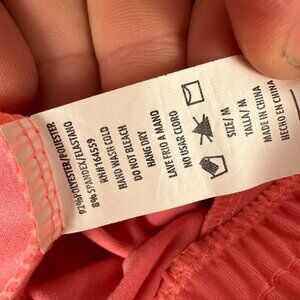 92%POLYESTER/POLIESTER
8% SPANDEX/ELASTANO
RN#164559
HAND WASH COLD
DO NOT BLEACH
HANG DRY
LAVE FRIO A MANO
NO USAR CLORO
SIZE/ M
TALLA/ M
MADE IN CHINA
HECHO EN CHINA